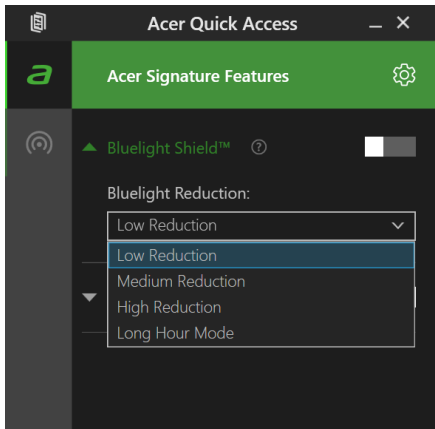 Acer Quick Access
a
Acer Signature Features
Bluelight Shield™ ?
Bluelight Reduction:
Low Reduction
Low Reduction
Medium Reduction
High Reduction
Long Hour Mode